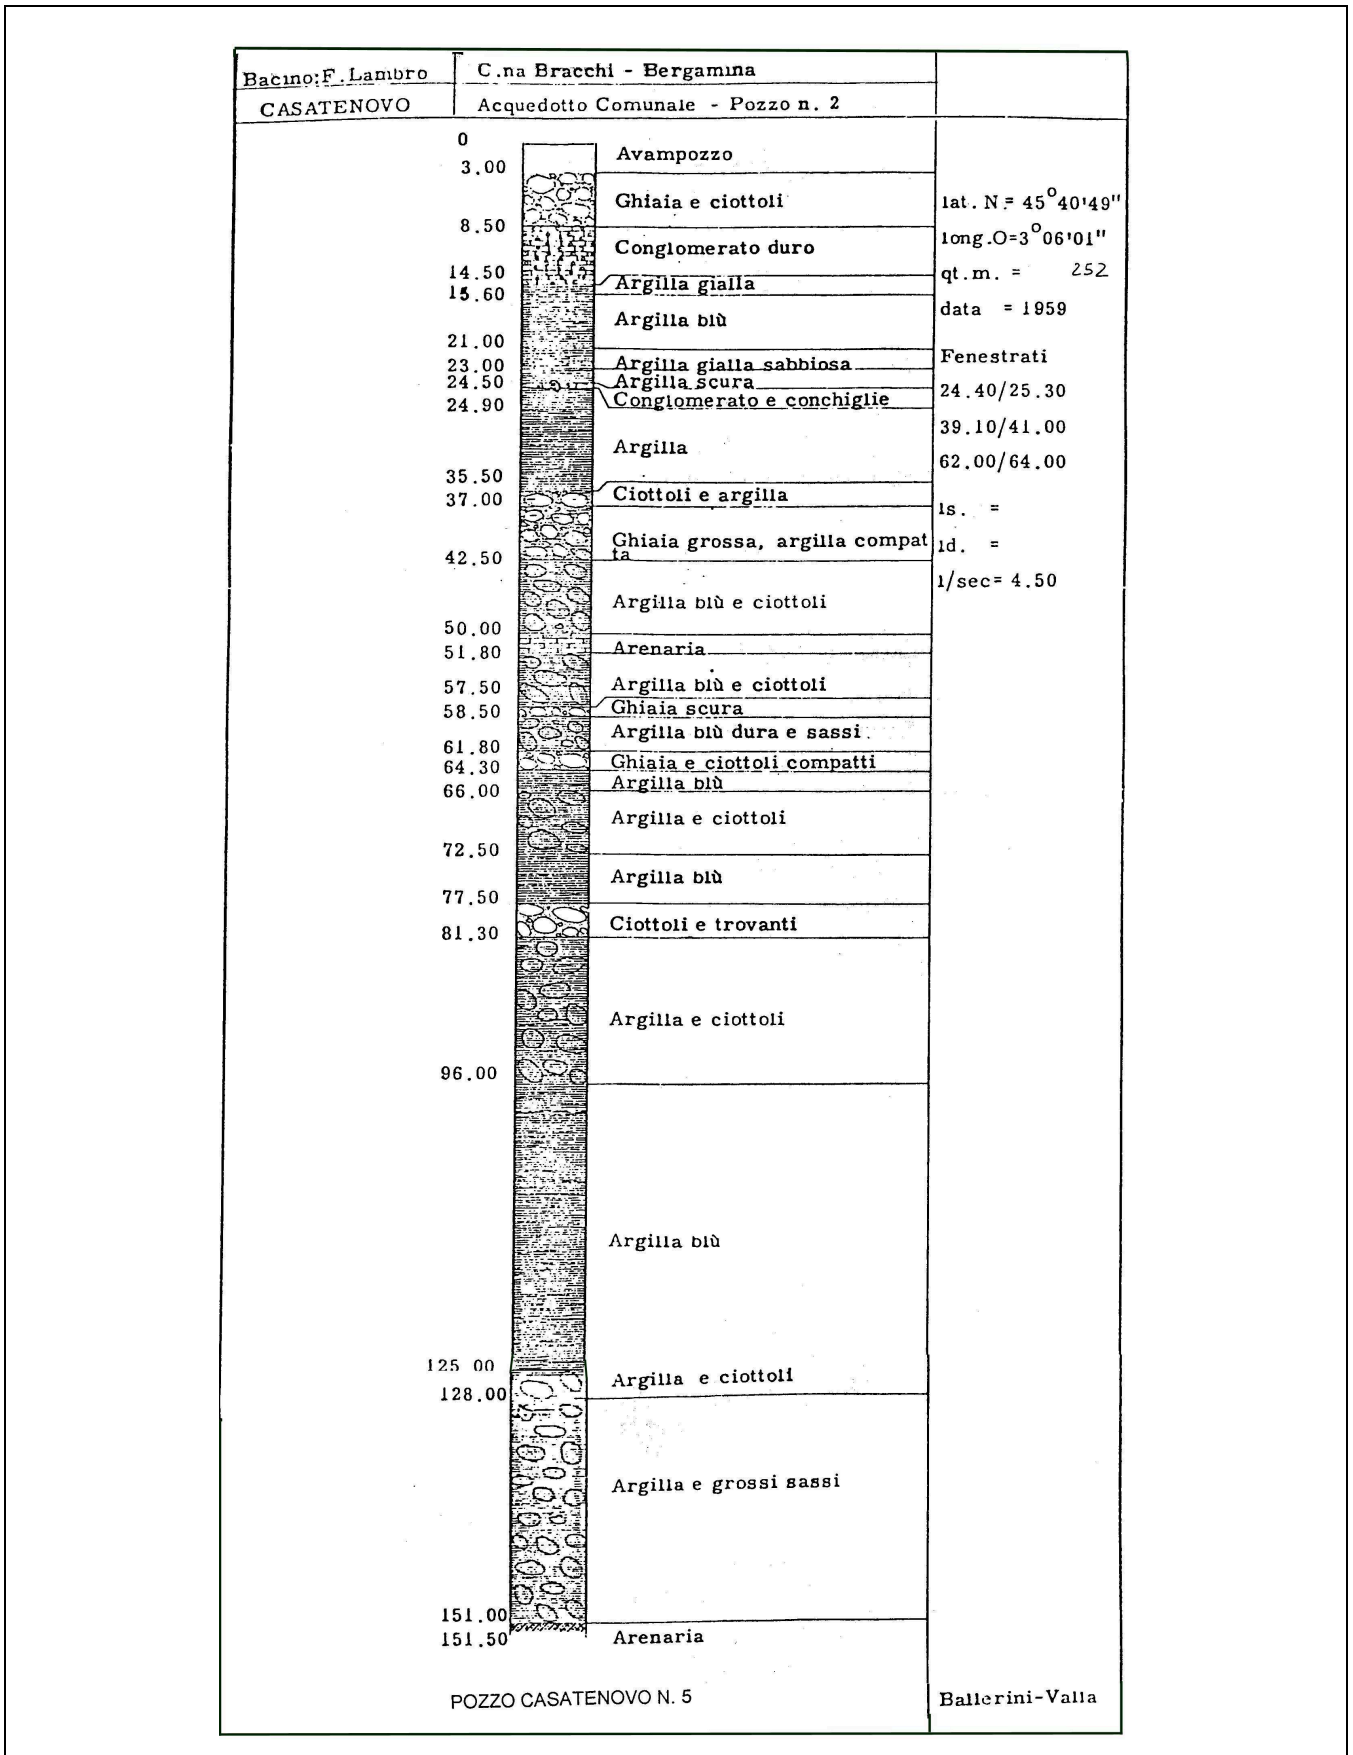 Bacino:F.Lambro
C.na Bracchi - Bergamina
CASATENOVO
Acquedotto Comunale - Pozzo n. 2
0
Avampozzo
3.00
Ghiaia e ciottoli
8.50
Conglomerato duro
14.50
Argilla gialla
15.60
Argilla blù
21.00
Argilla gialla sabbiosa
23.00
Argilla scura
24.50
Conglomerato e conchiglie
24.90
Argilla
35.50
Ciottoli e argilla
37.00
Ghiaia grossa, argilla compat
ta
42.50
Argilla blù e ciottoli
50.00
Arenaria
51.80
Argilla blù e ciottoli
57.50
Ghiaia scura
58.50
Argilla blù dura e sassi
61.80
Ghiaia e ciottoli compatti
64.30
Argilla blù
66.00
Argilla e ciottoli
72.50
Argilla blù
77.50
Ciottoli e trovanti
81.30
Argilla e ciottoli
96.00
Argilla blù
125 00
Argilla e ciottoli
128.00
Argilla e grossi sassi
151.00
151.50
Arenaria
lat. N.= 45°40'49"
long.O=3°06'01"
qt.m. = 252
data = 1959
Fenestrati
24.40/25.30
39.10/41.00
62.00/64.00
ls. =
ld. =
l/sec= 4.50
POZZO CASATENOVO N. 5
Ballerini-Valla